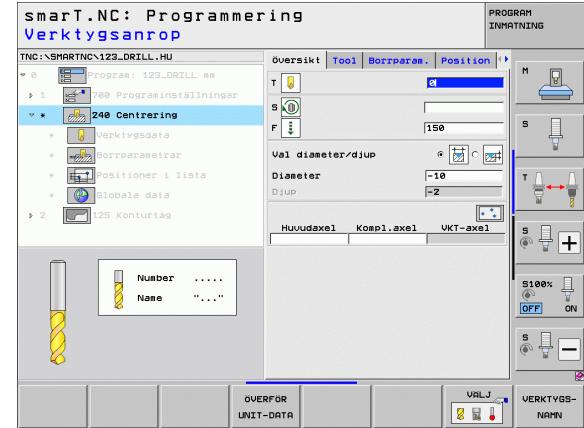 smarT.NC: Programmering
Verktygsanrop
PROGRAM
INMATNING
TNC:\SMARTNC\123_DRILL.HU
0 Program: 123_DRILL mm
1 700 Programinställningar
* 240 Centrering
* Verktygsdata
* Borrparametrar
* Positioner i lista
* Globala data
2 125 Konturtåg
Översikt Tool Borrparam. Position
T 0
S
F 150
Val diameter/djup
Diameter -10
Djup -2
Huvudaxel Kompl.axel VKT-axel
Number .....
Name "..."
M
S
T
S
S100%
OFF ON
S
ÖVERFÖR
UNIT-DATA
VÄLJ
VERKTYGS-
NAMN